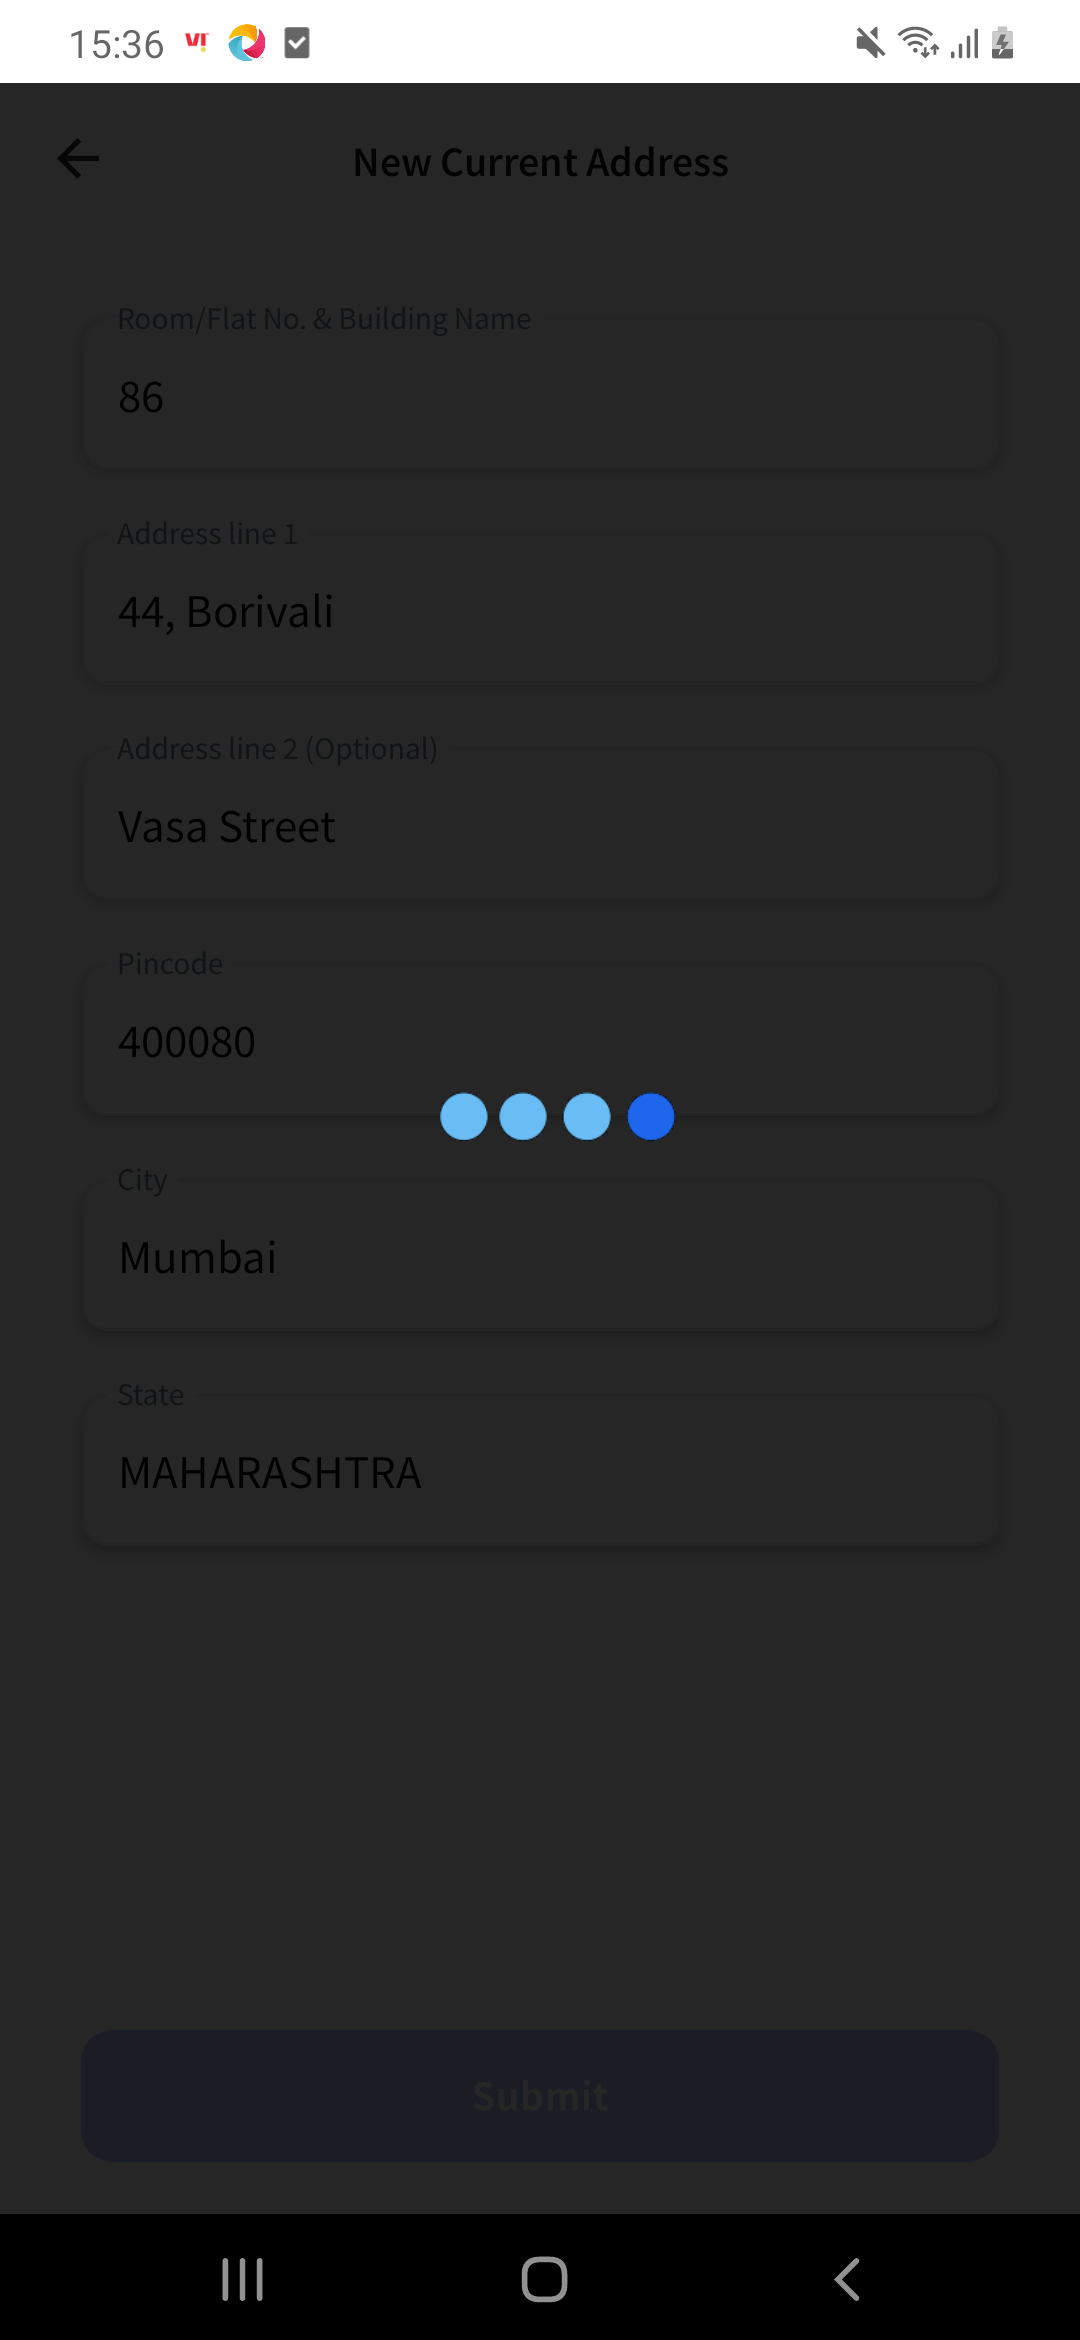 15:36 VI!
New Current Address
Room/Flat No. & Building Name
86
Address line 1
44, Borivali
Address line 2 (Optional)
Vasa Street
Pincode
400080
City
Mumbai
State
MAHARASHTRA
Submit